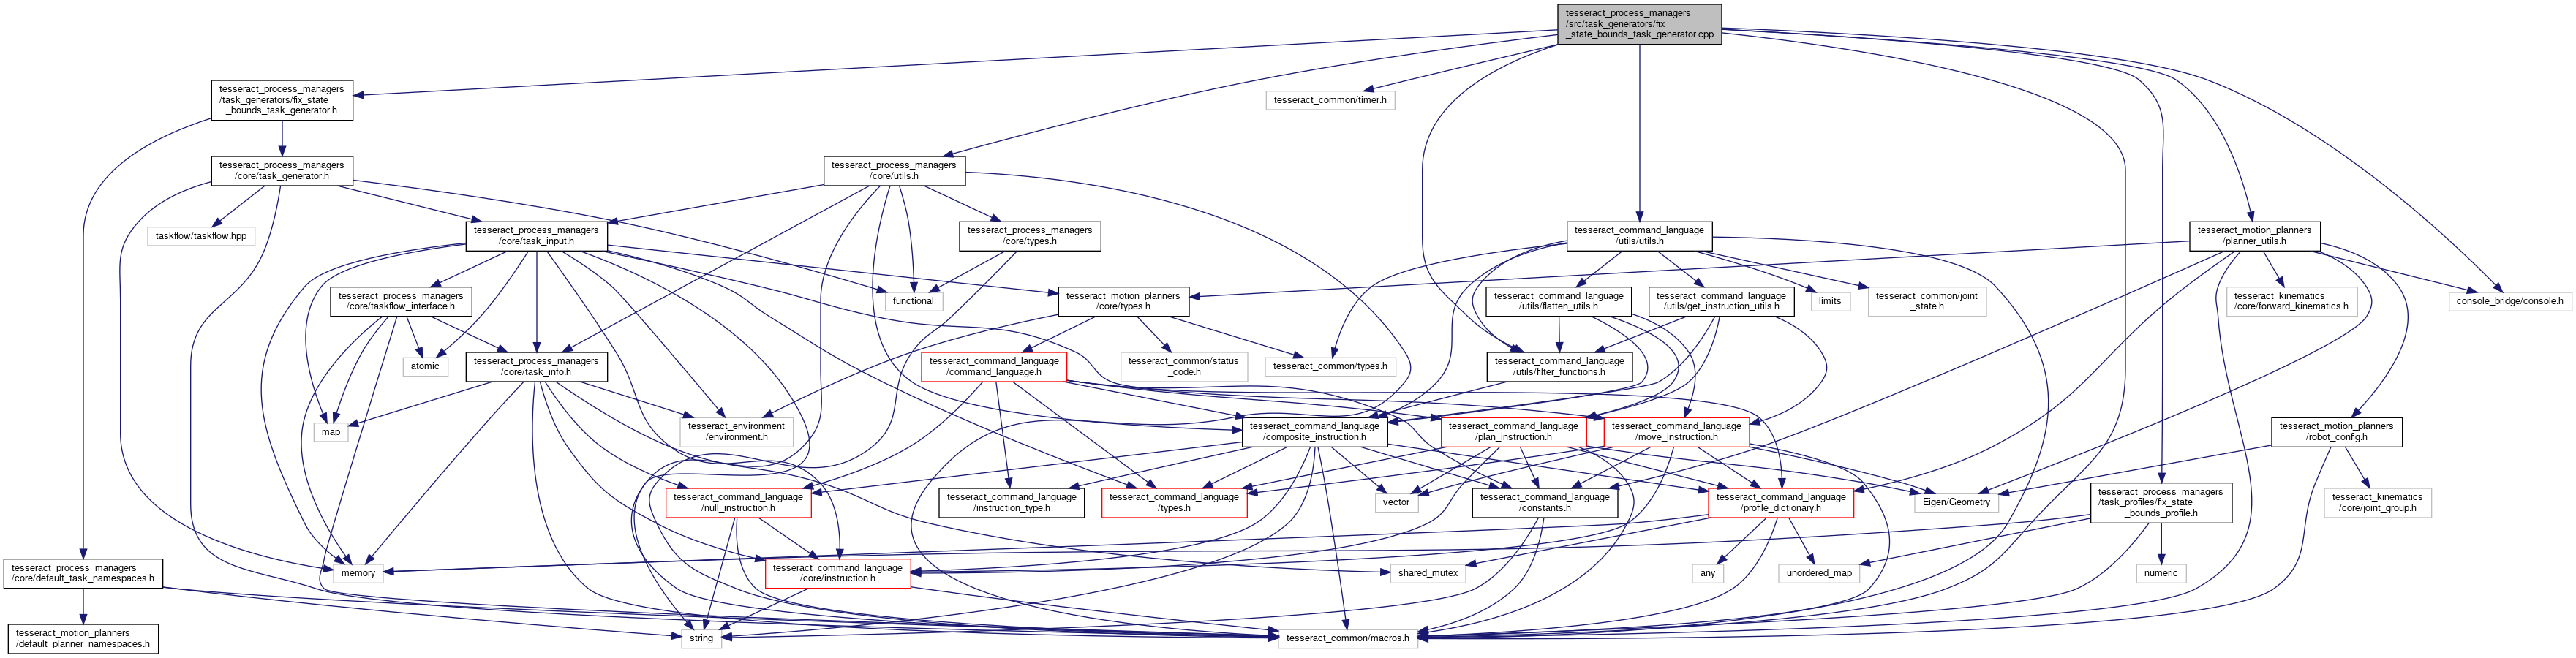 tesseract_process_managers
/src/task_generators/fix
_state_bounds_task_generator.cpp
tesseract_process_managers
/task_generators/fix_state
_bounds_task_generator.h
tesseract_common/timer.h
tesseract_process_managers
/core/task_generator.h
tesseract_process_managers
/core/utils.h
taskflow/taskflow.hpp
tesseract_process_managers
/core/task_input.h
tesseract_process_managers
/core/types.h
tesseract_command_language
/utils/utils.h
tesseract_motion_planners
/planner_utils.h
tesseract_process_managers
/core/taskflow_interface.h
functional
tesseract_motion_planners
/core/types.h
tesseract_command_language
/utils/flatten_utils.h
tesseract_command_language
/utils/get_instruction_utils.h
limits
tesseract_common/joint
_state.h
tesseract_kinematics
/core/forward_kinematics.h
console_bridge/console.h
atomic
tesseract_process_managers
/core/task_info.h
tesseract_command_language
/command_language.h
tesseract_common/status
_code.h
tesseract_common/types.h
tesseract_command_language
/utils/filter_functions.h
map
tesseract_environment
/environment.h
tesseract_command_language
/composite_instruction.h
tesseract_command_language
/plan_instruction.h
tesseract_command_language
/move_instruction.h
tesseract_motion_planners
/robot_config.h
tesseract_command_language
/null_instruction.h
tesseract_command_language
/instruction_type.h
tesseract_command_language
/types.h
vector
tesseract_command_language
/constants.h
tesseract_command_language
/profile_dictionary.h
Eigen/Geometry
tesseract_process_managers
/task_profiles/fix_state
_bounds_profile.h
tesseract_kinematics
/core/joint_group.h
tesseract_process_managers
/core/default_task_namespaces.h
memory
tesseract_command_language
/core/instruction.h
shared_mutex
any
unordered_map
numeric
tesseract_motion_planners
/default_planner_namespaces.h
string
tesseract_common/macros.h